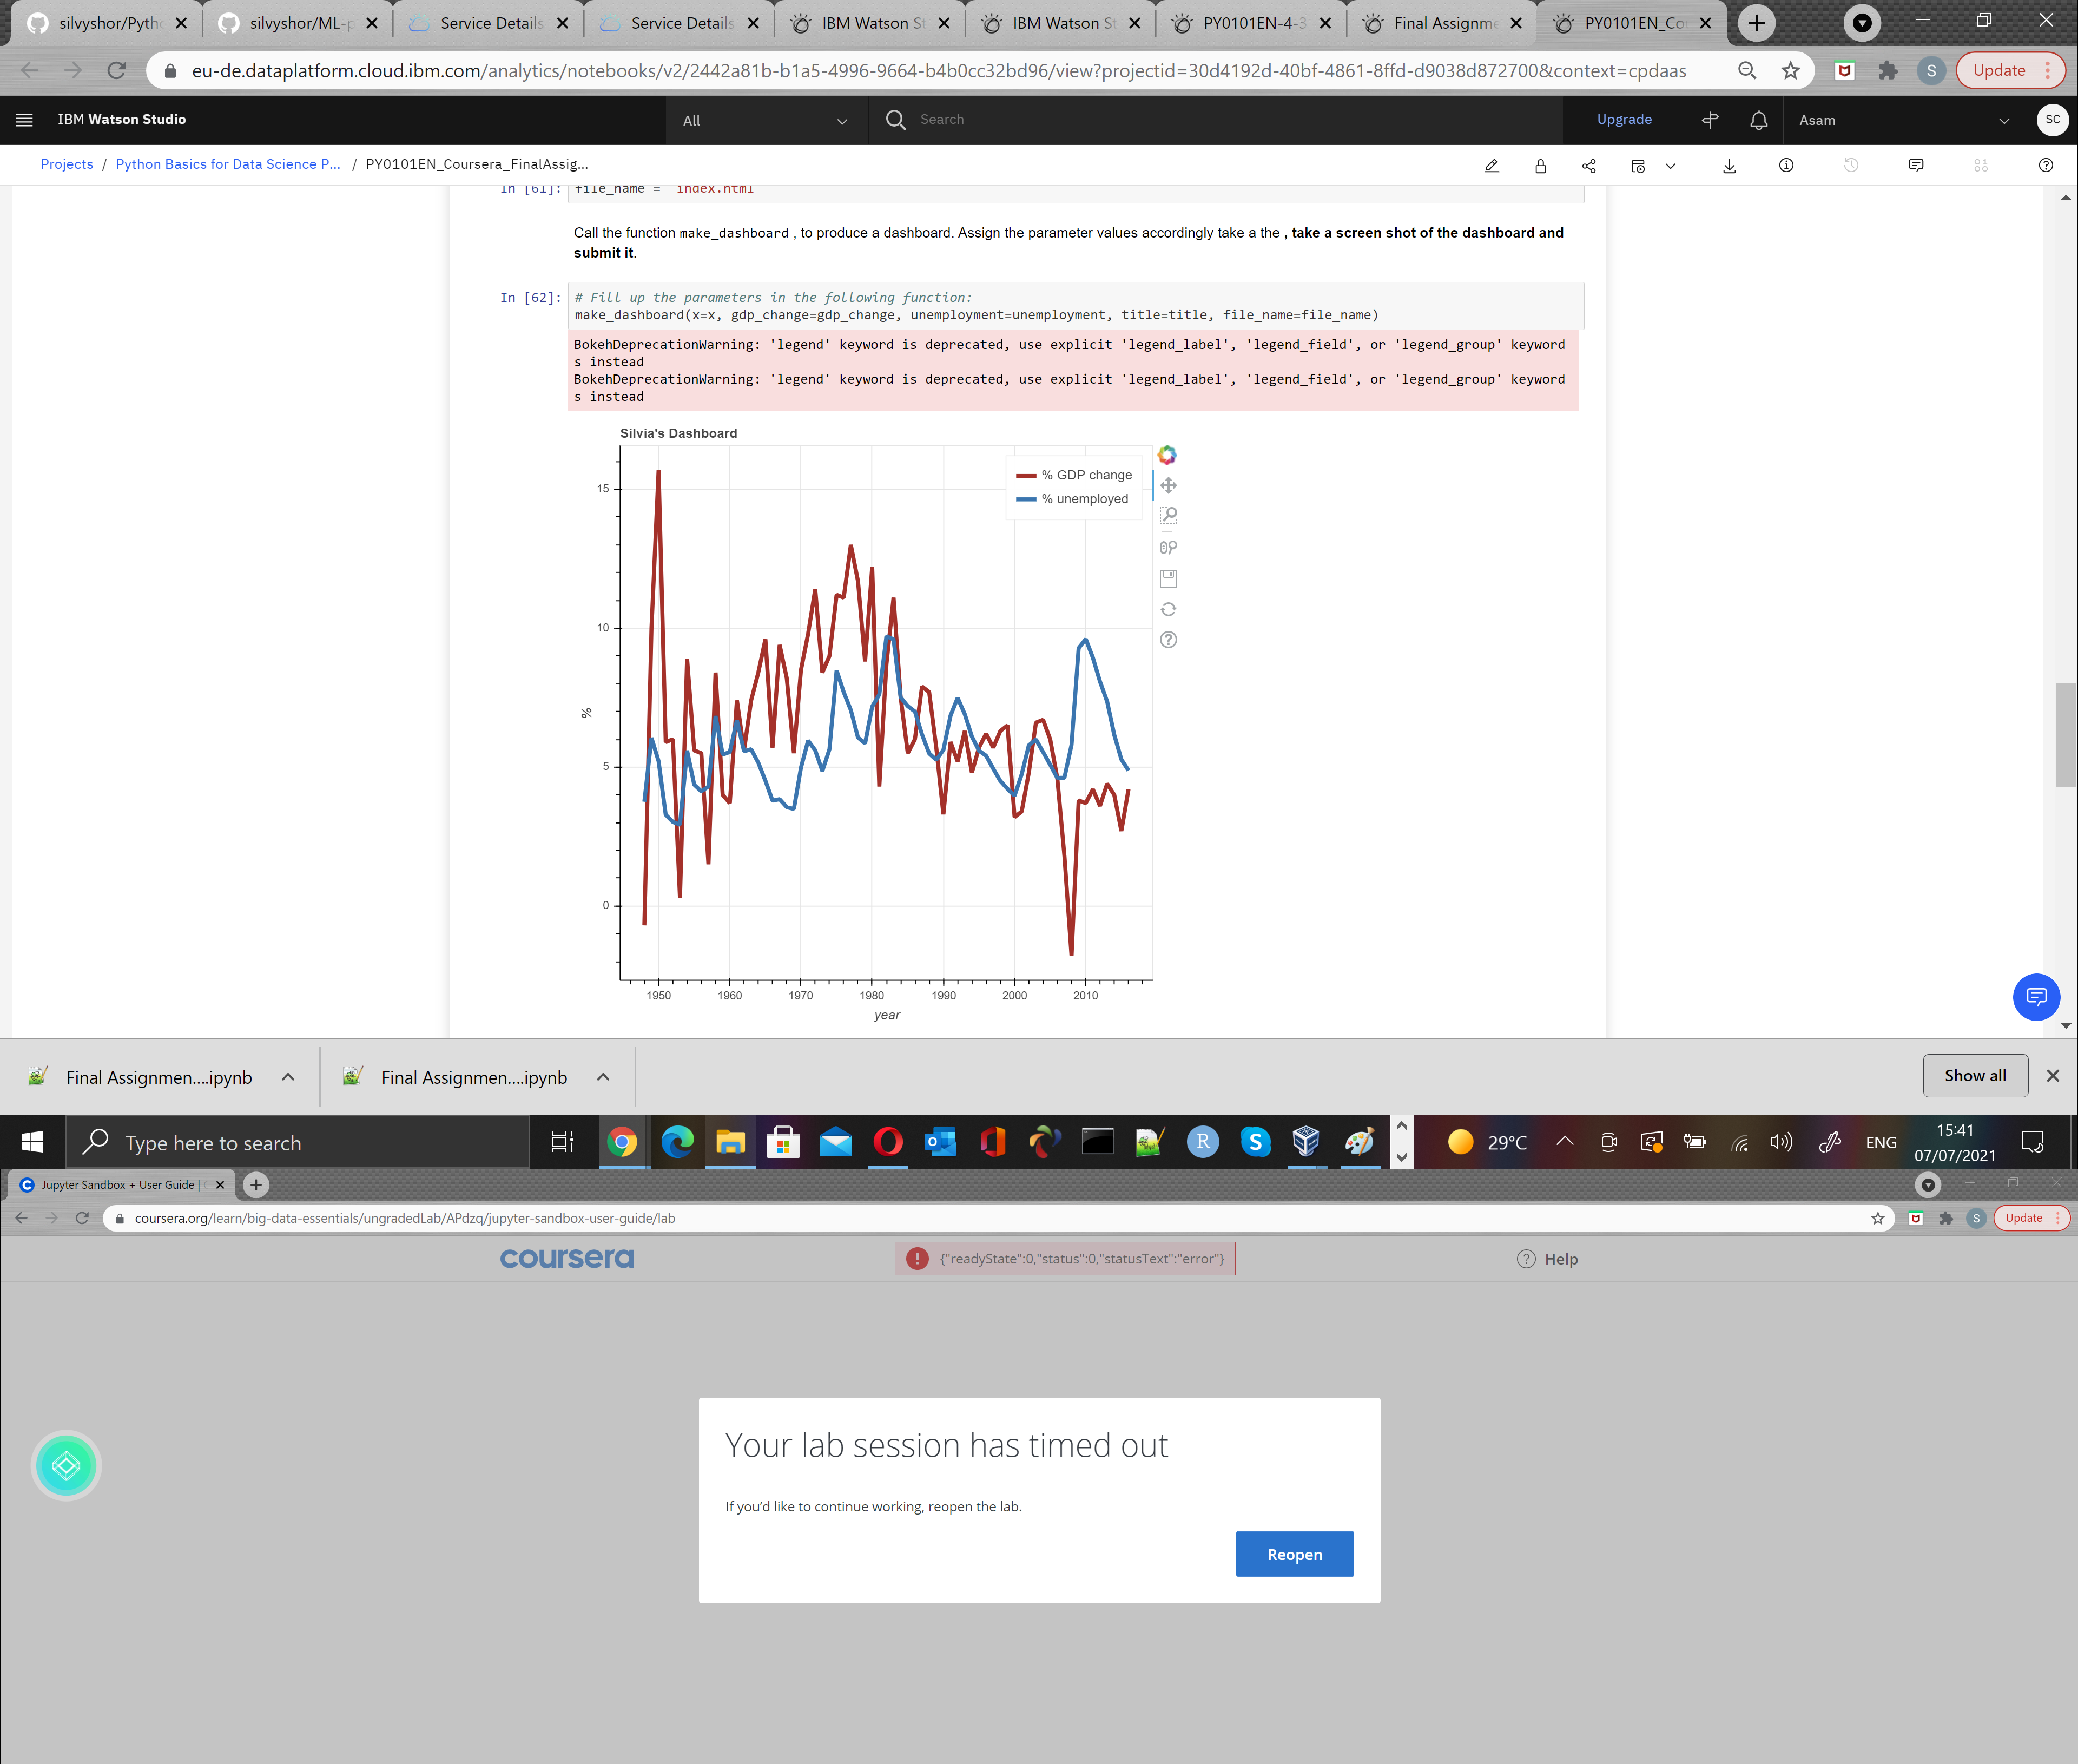 silvyshor/Pytho
silvyshor/ML-p
Service Details
Service Details
IBM Watson St
IBM Watson St
PY0101EN-4-3
Final Assignme
PY0101EN_Co
eu-de.dataplatform.cloud.ibm.com/analytics/notebooks/v2/2442a81b-b1a5-4996-9664-b4b0cc32bd96/view?projectid=30d4192d-40bf-4861-8ffd-d9038d872700&context=cpdaas
S
Update
IBM Watson Studio
All
Search
Upgrade
Asam
SC
Projects / Python Basics for Data Science P... / PY0101EN_Coursera_FinalAssig...
In [61]: file_name = "index.html"
Call the function make_dashboard , to produce a dashboard. Assign the parameter values accordingly take a the , take a screen shot of the dashboard and
submit it.
In [62]: # Fill up the parameters in the following function:
make_dashboard(x=x, gdp_change=gdp_change, unemployment=unemployment, title=title, file_name=file_name)
BokehDeprecationWarning: 'legend' keyword is deprecated, use explicit 'legend_label', 'legend_field', or 'legend_group' keyword
s instead
BokehDeprecationWarning: 'legend' keyword is deprecated, use explicit 'legend_label', 'legend_field', or 'legend_group' keyword
s instead
Silvia's Dashboard
% GDP change
% unemployed
15
10
5
0
%
1950 1960 1970 1980 1990 2000 2010
year
Final Assignmen....ipynb
Final Assignmen....ipynb
Show all
Type here to search
29°C
ENG
15:41
07/07/2021
Jupyter Sandbox + User Guide |
coursera.org/learn/big-data-essentials/ungradedLab/APdzq/jupyter-sandbox-user-guide/lab
S
Update
coursera
{"readyState":0,"status":0,"statusText":"error"}
Help
Your lab session has timed out
If you'd like to continue working, reopen the lab.
Reopen